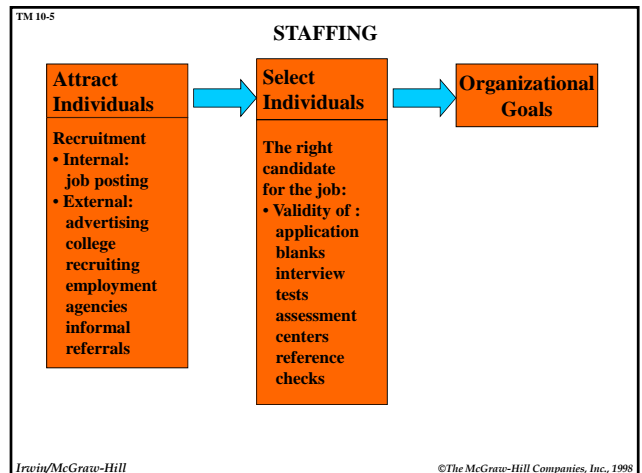 TM 10-5
STAFFING
Attract
Individuals
Recruitment
• Internal:
job posting
• External:
advertising
college
recruiting
employment
agencies
informal
referrals
Select
Individuals
The right
candidate
for the job:
• Validity of :
application
blanks
interview
tests
assessment
centers
reference
checks
Organizational
Goals
Irwin/McGraw-Hill
©The McGraw-Hill Companies, Inc., 1998